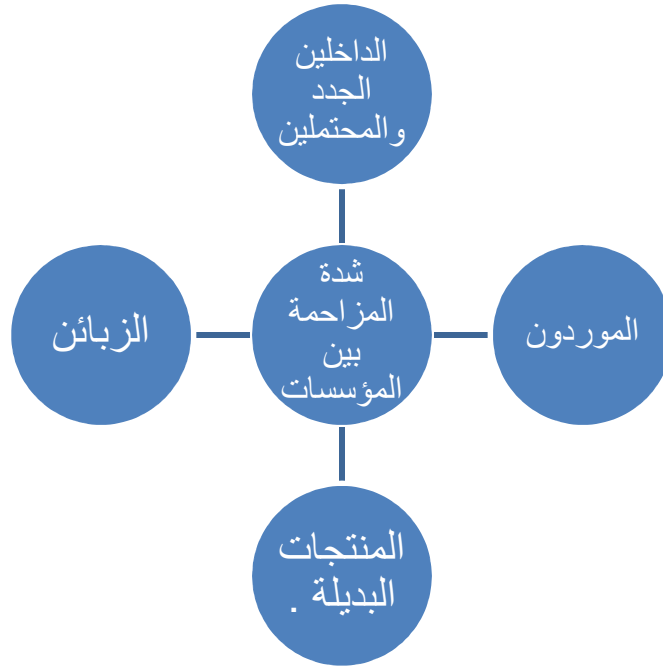 الداخلين
الجدد
والمحتملين
الزبائن
شدة
المزاحمة
بين
المؤسسات
الموردون
المنتجات
البديلة .